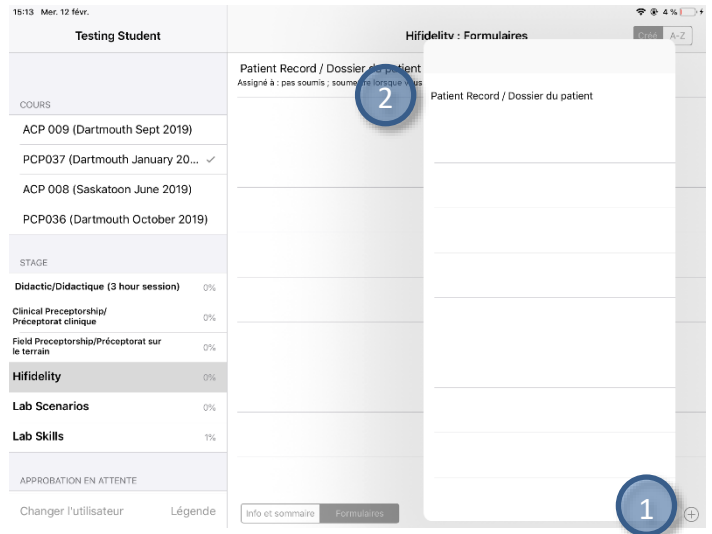 15:13 Mer. 12 févr.
4 %
Testing Student
Hifidelity : Formulaires
Créé
A-Z
COURS
ACP 009 (Dartmouth Sept 2019)
PCP037 (Dartmouth January 20...
ACP 008 (Saskatoon June 2019)
PCP036 (Dartmouth October 2019)
STAGE
Didactic/Didactique (3 hour session) 0%
Clinical Preceptorship/
Préceptorat clinique 0%
Field Preceptorship/Préceptorat sur
le terrain 0%
Hifidelity 0%
Lab Scenarios 0%
Lab Skills 1%
APPROBATION EN ATTENTE
Changer l'utilisateur
Légende
Patient Record / Dossier du patient
Assigné à : pas soumis ; soumettre lorsque vous
2
Patient Record / Dossier du patient
Info et sommaire
Formulaires
1